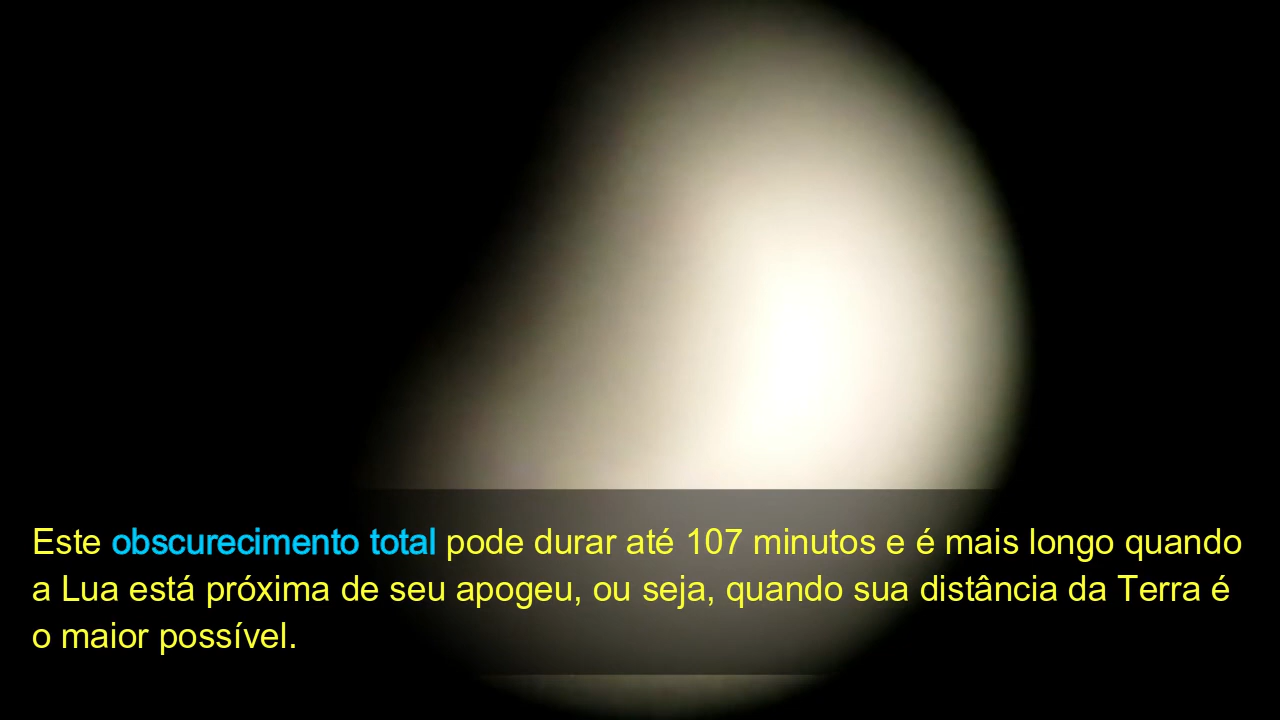 Este obscurecimento total pode durar até 107 minutos e é mais longo quando
a Lua está próxima de seu apogeu, ou seja, quando sua distância da Terra é
o maior possível.